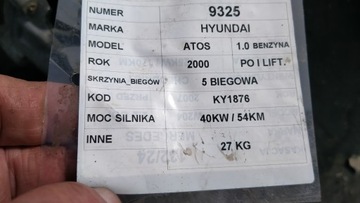 NUMER 9325
MARKA HYUNDAI
MODEL ATOS 1.0 BENZYNA
ROK 2000 PO I LIFT.
SKRZYNIA_BIEGÓW 5 BIEGOWA
KOD KY1876
MOC SILNIKA 40KW / 54KM
INNE 27 KG